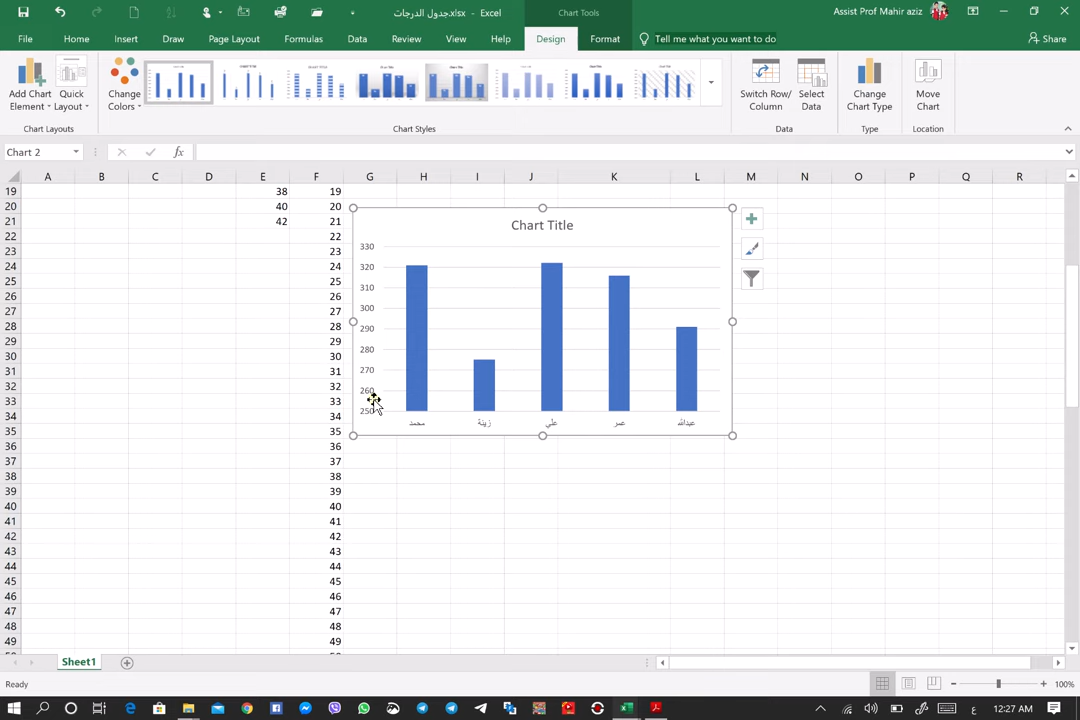 جدول الدرجات.xlsx - Excel
Chart Tools
Assist Prof Mahir aziz
File
Home
Insert
Draw
Page Layout
Formulas
Data
Review
View
Help
Design
Format
Tell me what you want to do
Share
Add Chart Element
Quick Layout
Change Colors
Switch Row/ Column
Select Data
Change Chart Type
Move Chart
Chart Layouts
Chart Styles
Data
Type
Location
Chart 2
fx
A B C D E F G H I J K L M N O P Q R
19 38 19
20 40 20
21 42 21
22 22
23 23
24 24
25 25
26 26
27 27
28 28
29 29
30 30
31 31
32 32
33 33
34 34
35 35
36 36
37 37
38 38
39 39
40 40
41 41
42 42
43 43
44 44
45 45
46 46
47 47
48 48
49 49
Chart Title
330
320
310
300
290
280
270
260
250
محمد زينة علي عمر عبدالله
Sheet1
Ready
100%
ع
12:27 AM